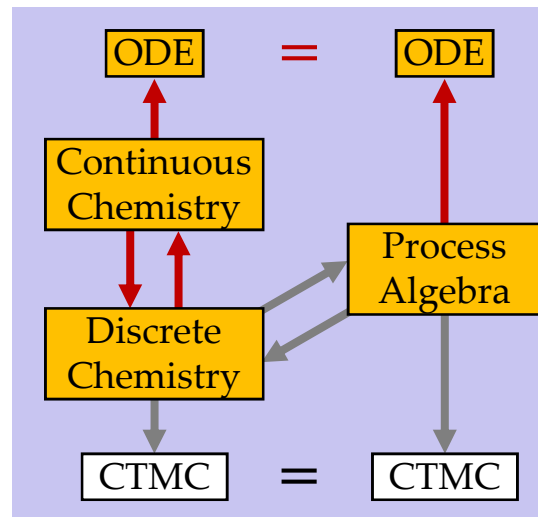 ODE = ODE
Continuous
Chemistry
Process
Algebra
Discrete
Chemistry
CTMC = CTMC